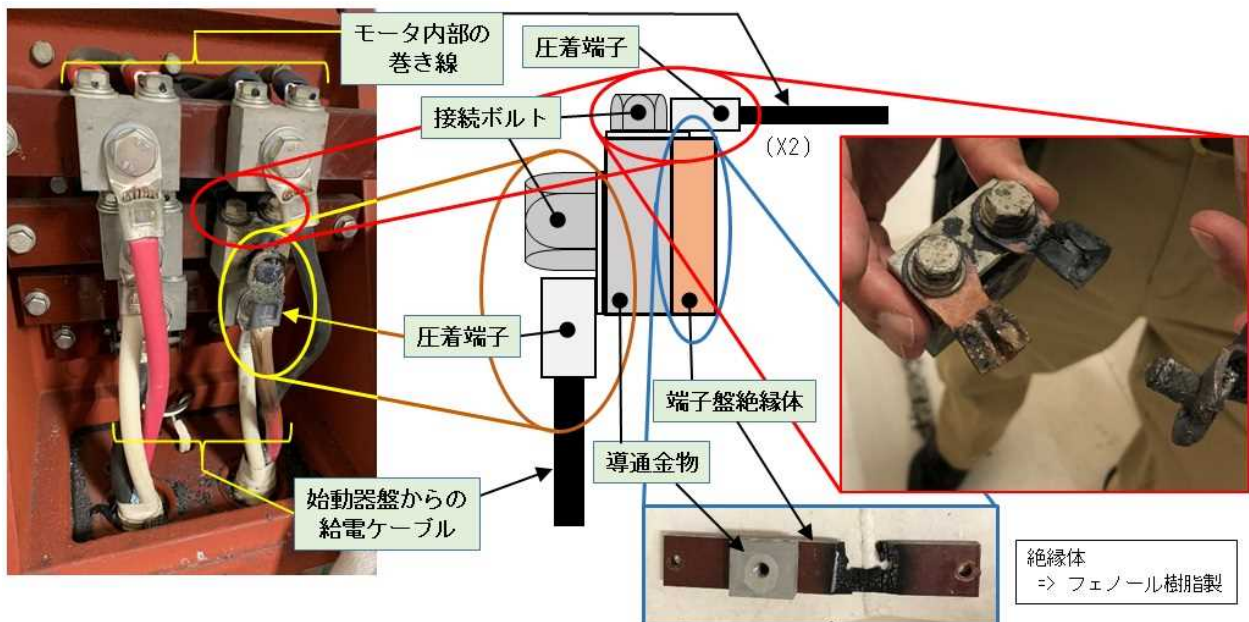 モータ内部の
巻き線
圧着端子
接続ボルト
(X2)
圧着端子
端子盤絶縁体
導通金物
始動器盤からの
給電ケーブル
絶縁体
=> フェノール樹脂製